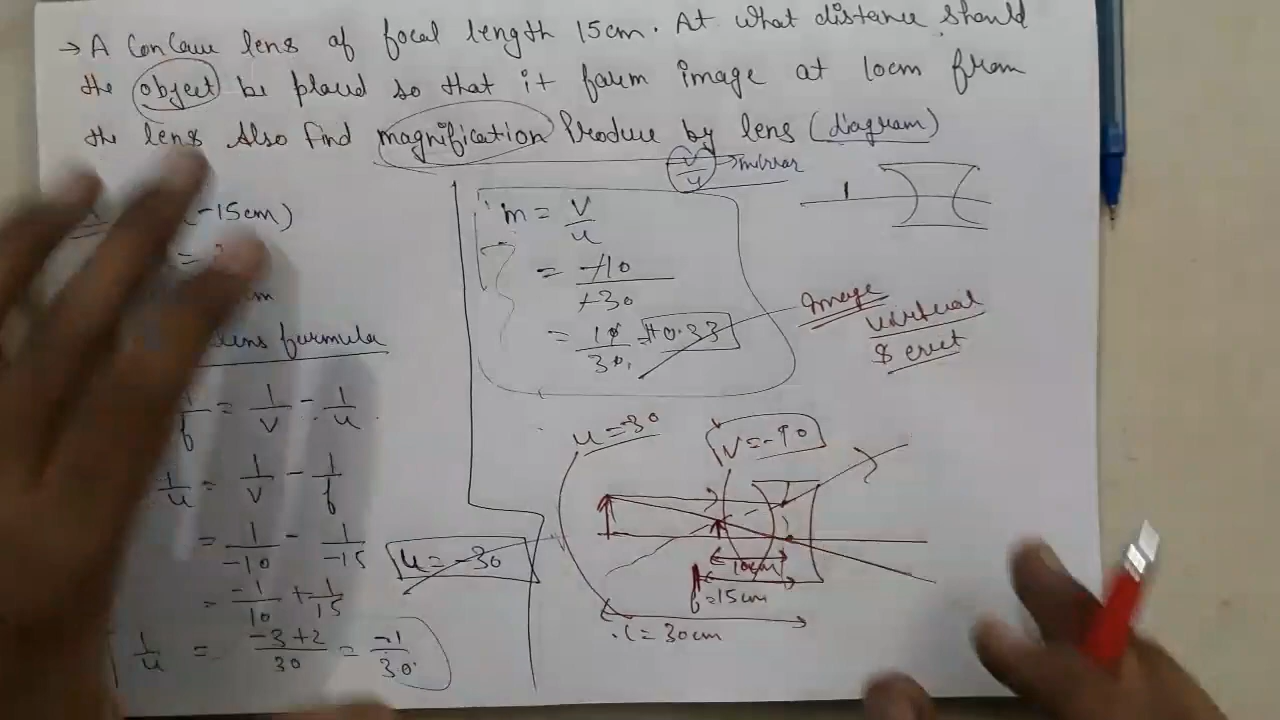 → A Concave lens of focal length 15cm. At what distance should
the object be placed so that it form image at 10cm from
the lens Also find magnification Produce by lens (diagram)
v/u → mirror
-15cm)
=
cm
lens formula
1/f = 1/v - 1/u
1/u = 1/v - 1/f
= 1/-10 - 1/-15
= -1/10 + 1/15
1/u = -3+2/30 = -1/30
u = -30
m = v/u
= -10/-30
= 10/30 = +0.33
Image
virtual
& erect
u = -30
V = -10
10cm
f = 15cm
= 30cm